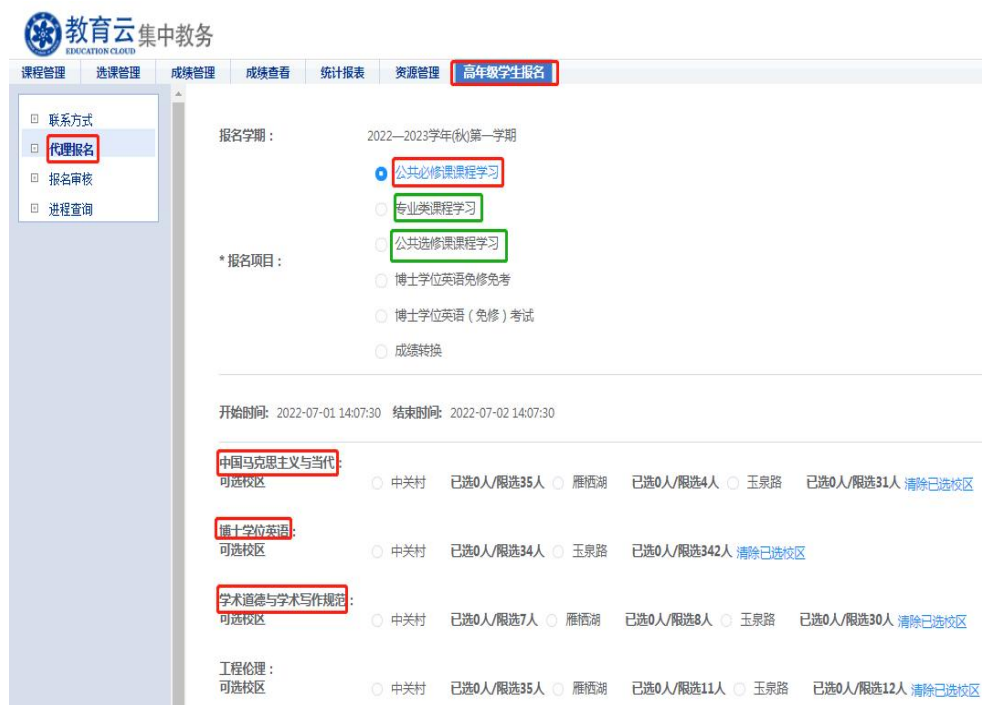 教育云 集中教务
EDUCATION CLOUD
课程管理 选课管理 成绩管理 成绩查看 统计报表 资源管理 高年级学生报名
联系方式
代理报名
报名审核
进程查询
报名学期： 2022—2023学年(秋)第一学期
公共必修课课程学习
专业类课程学习
公共选修课课程学习
* 报名项目：
博士学位英语免修免考
博士学位英语（免修）考试
成绩转换
开始时间: 2022-07-01 14:07:30 结束时间: 2022-07-02 14:07:30
中国马克思主义与当代：
可选校区 中关村 已选0人/限选35人 雁栖湖 已选0人/限选4人 玉泉路 已选0人/限选31人 清除已选校区
博士学位英语：
可选校区 中关村 已选0人/限选34人 玉泉路 已选0人/限选342人 清除已选校区
学术道德与学术写作规范：
可选校区 中关村 已选0人/限选7人 雁栖湖 已选0人/限选8人 玉泉路 已选0人/限选30人 清除已选校区
工程伦理：
可选校区 中关村 已选0人/限选35人 雁栖湖 已选0人/限选11人 玉泉路 已选0人/限选12人 清除已选校区